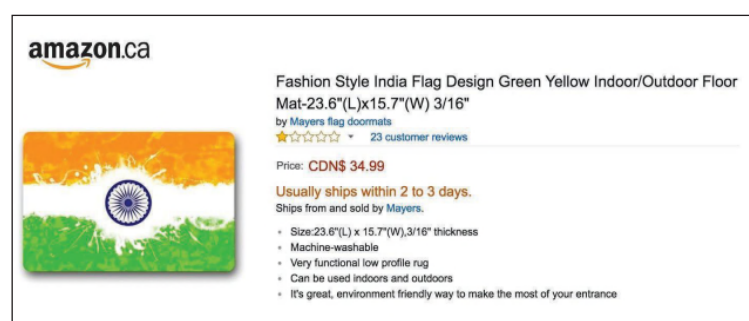 amazon.ca
Fashion Style India Flag Design Green Yellow Indoor/Outdoor Floor
Mat-23.6"(L)x15.7"(W) 3/16"
by Mayers flag doormats
23 customer reviews
Price: CDN$ 34.99
Usually ships within 2 to 3 days.
Ships from and sold by Mayers.
Size:23.6"(L) x 15.7"(W),3/16" thickness
Machine-washable
Very functional low profile rug
Can be used indoors and outdoors
It's great, environment friendly way to make the most of your entrance